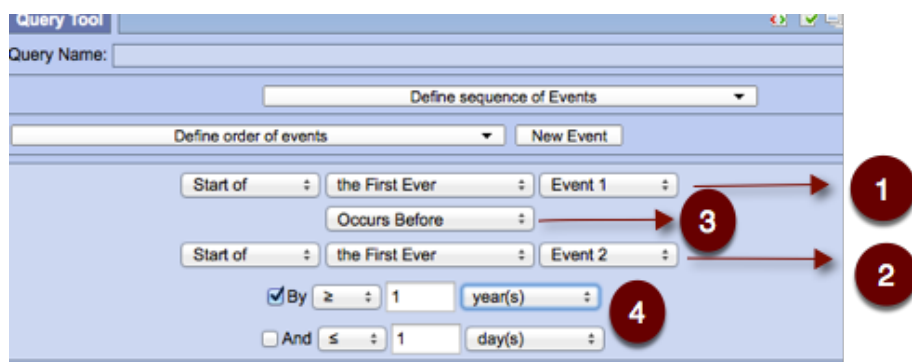 Query Tool
Query Name:
Define sequence of Events
Define order of events New Event
Start of the First Ever Event 1 1
Occurs Before 3
Start of the First Ever Event 2 2
By ≥ 1 year(s) 4
And ≤ 1 day(s)